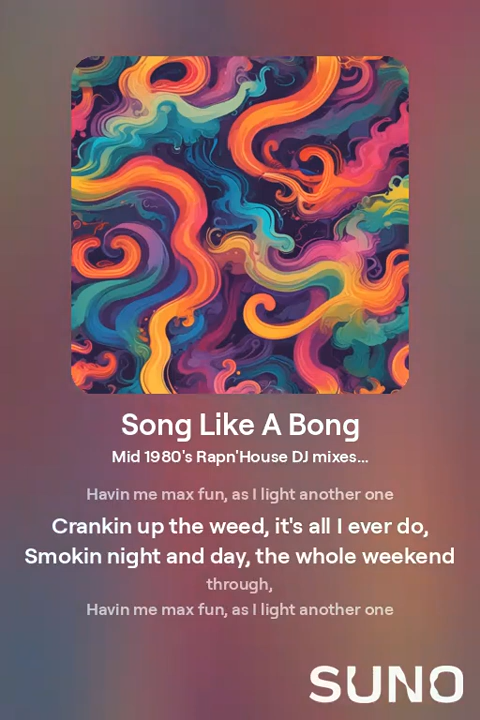 Song Like A Bong
Mid 1980's Rapn'House DJ mixes...
Havin me max fun, as I light another one
Crankin up the weed, it's all I ever do,
Smokin night and day, the whole weekend
through,
Havin me max fun, as I light another one
SUNO